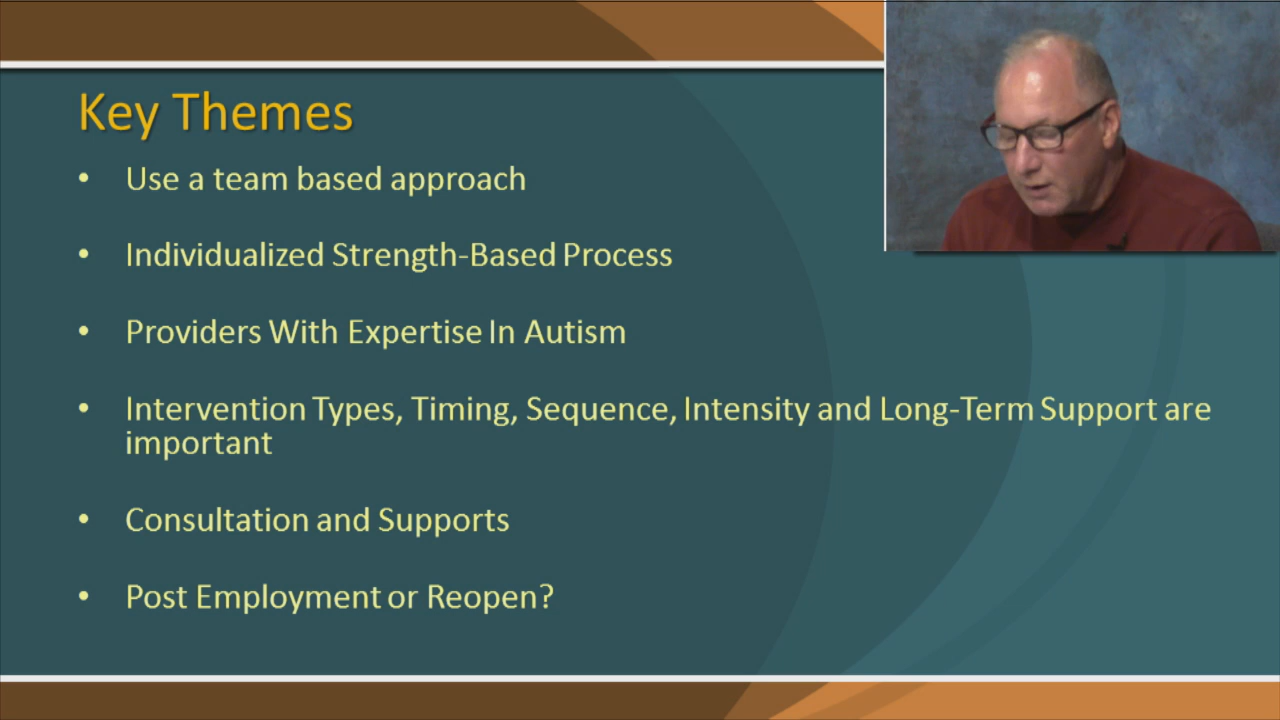 Key Themes
• Use a team based approach
• Individualized Strength-Based Process
• Providers With Expertise In Autism
• Intervention Types, Timing, Sequence, Intensity and Long-Term Support are
important
• Consultation and Supports
• Post Employment or Reopen?